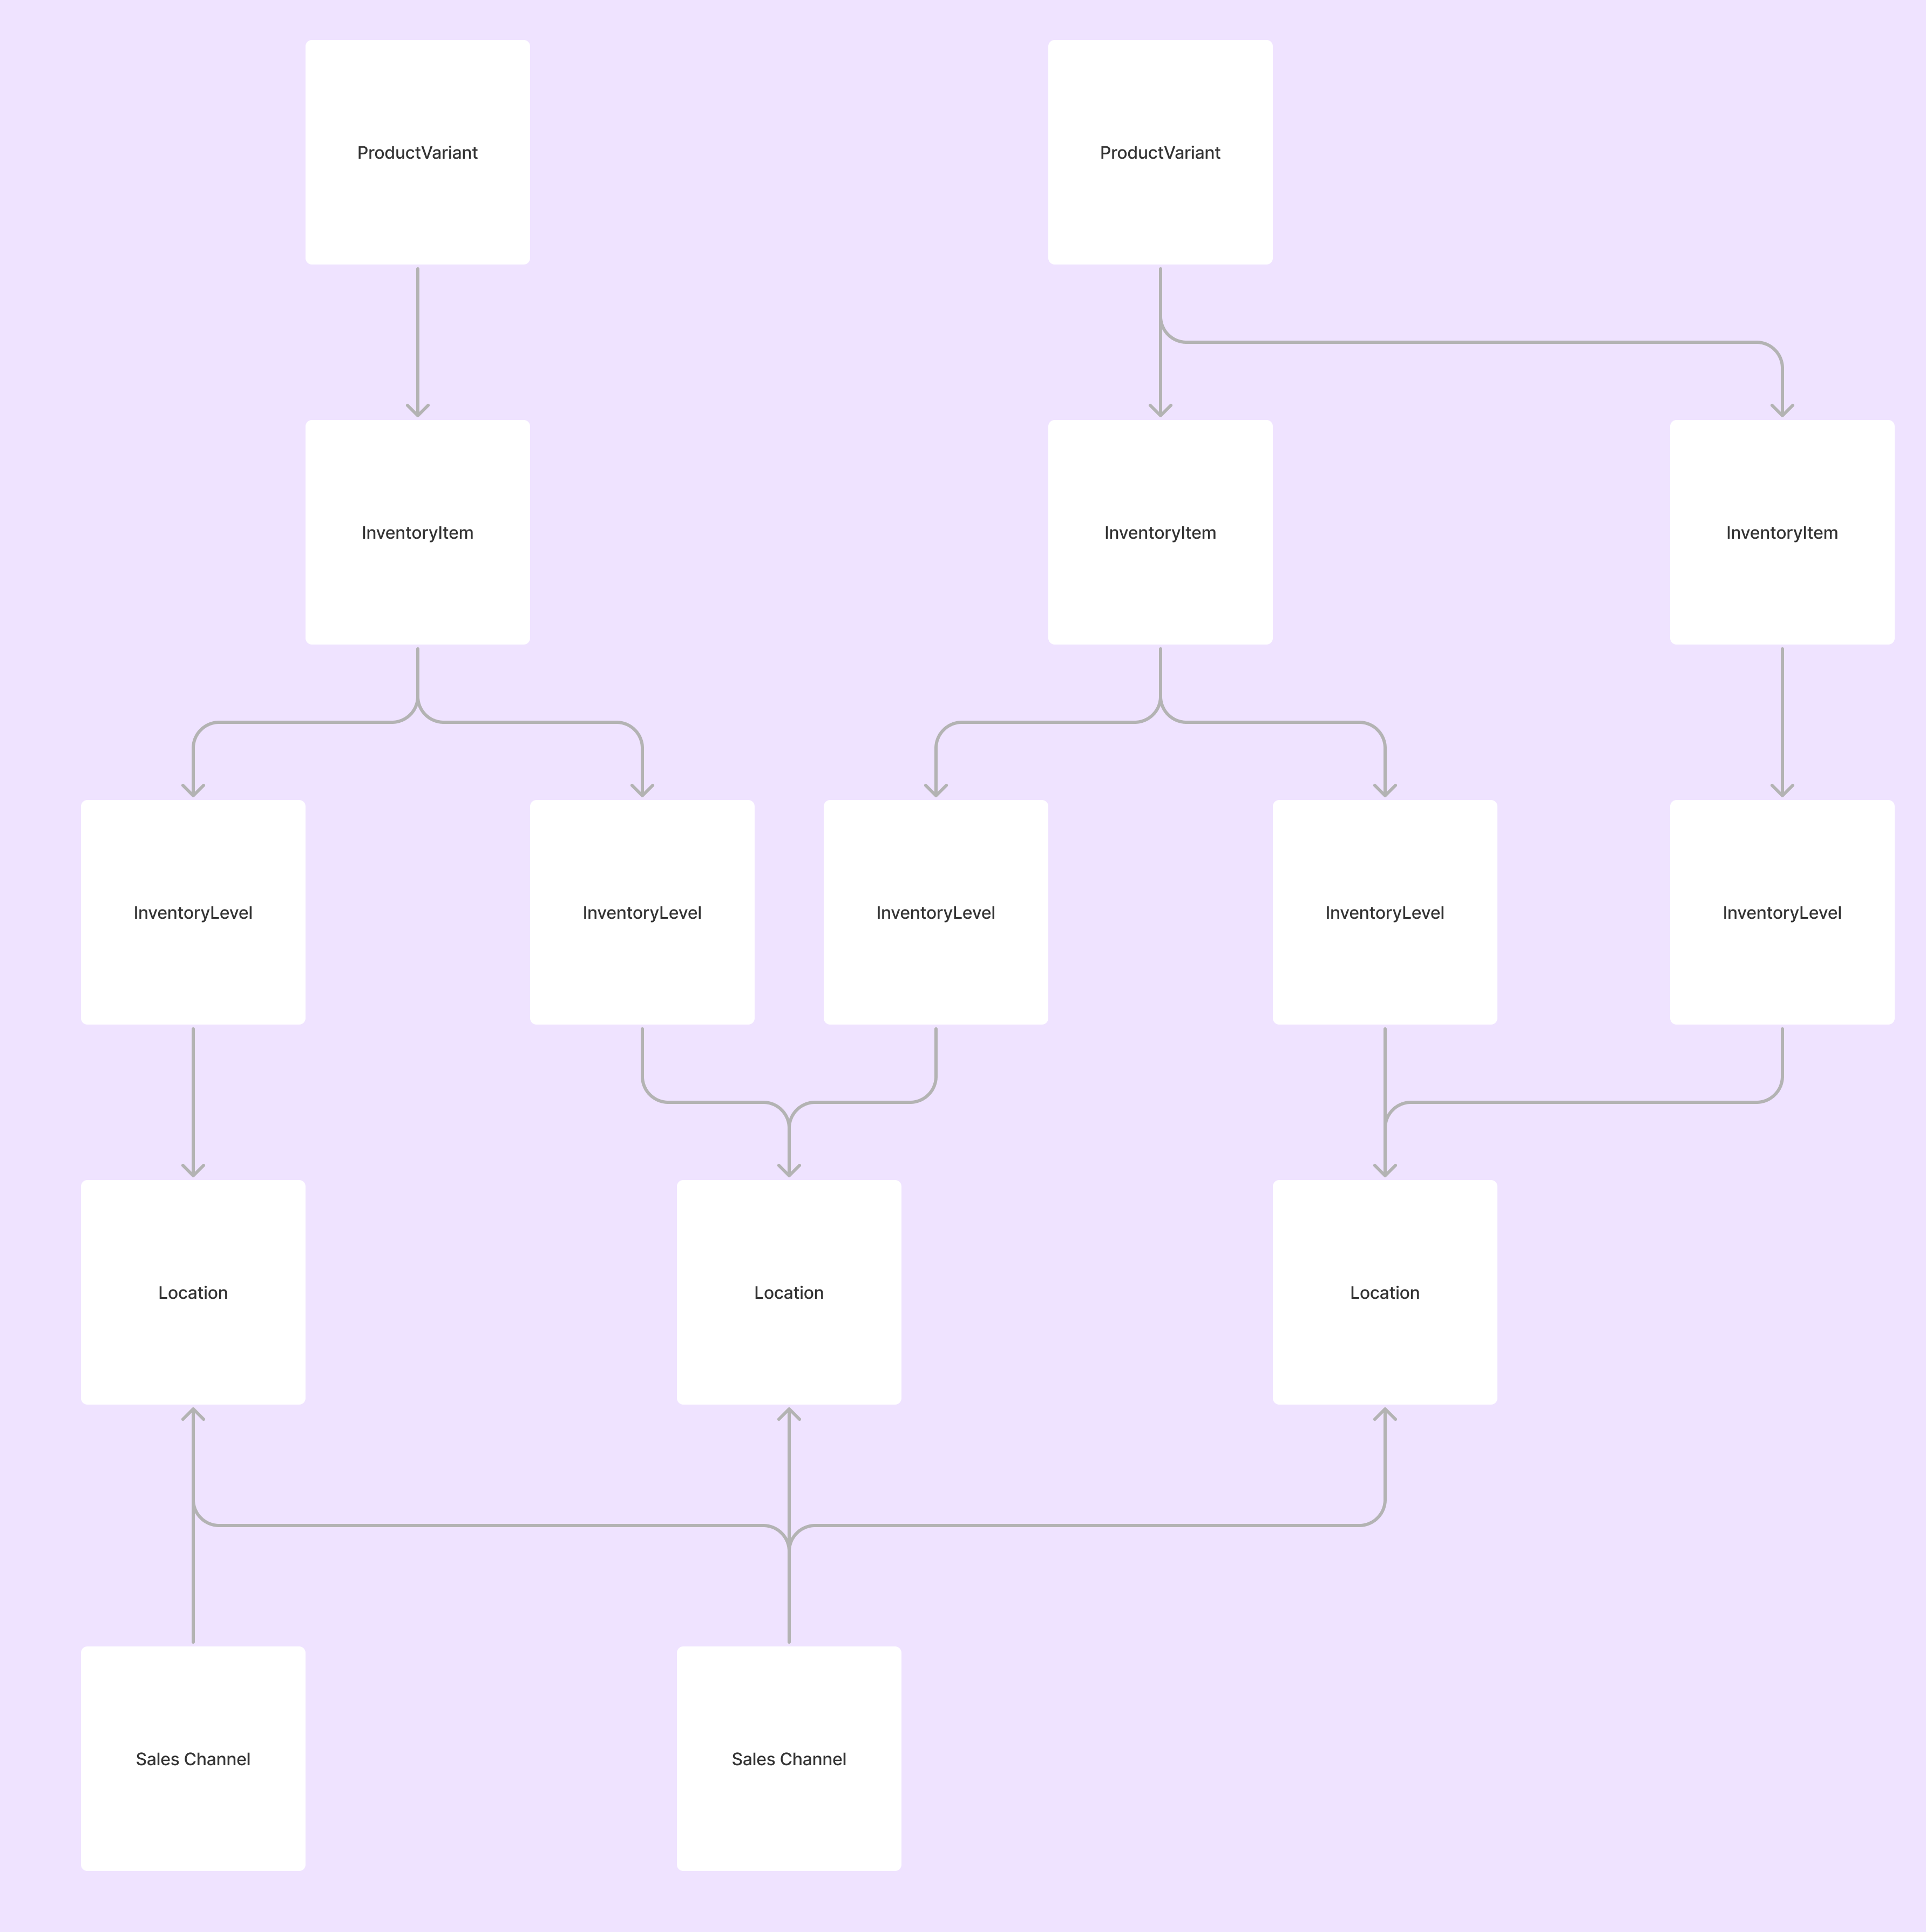 ProductVariant
ProductVariant
InventoryItem
InventoryItem
InventoryItem
InventoryLevel
InventoryLevel
InventoryLevel
InventoryLevel
InventoryLevel
Location
Location
Location
Sales Channel
Sales Channel